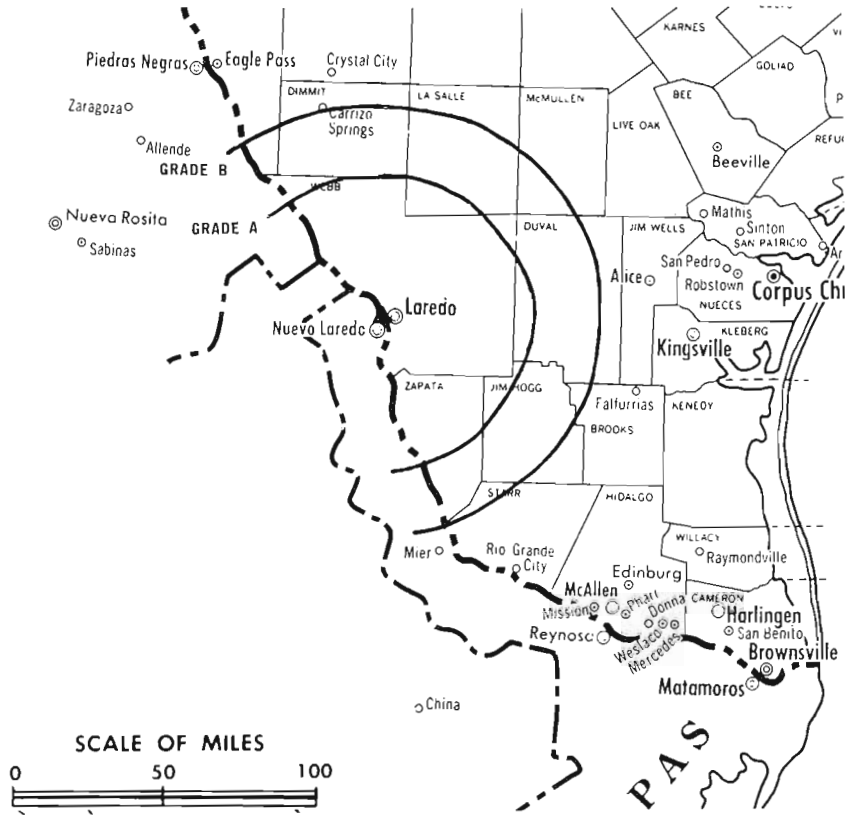 KARNES
Piedras Negras
Eagle Pass
Crystal City
GOLIAD
DIMMIT
LA SALLE
McMULLEN
BEE
Zaragoza
Carrizo
Springs
LIVE OAK
REFU
Allende
Beeville
GRADE B
WEBB
Nueva Rosita
GRADE A
DUVAL
JIM WELLS
Mathis
Sinton
SAN PATRICIO
Sabinas
Ar
San Pedro
Alice
Robstown
Corpus Chri
NUECES
Laredo
Nuevo Laredo
KLEBERG
Kingsville
ZAPATA
JIM HOGG
Falfurrias
KENEDY
BROOKS
STARR
HIDALGO
WILLACY
Mier
Rio Grande
City
Raymondville
Edinburg
McAllen
CAMERON
Mission
Pharr
Donna
Harlingen
San Benito
Reynosa
Weslaco
Mercedes
Brownsville
Matamoros
China
PAS
SCALE OF MILES
0 50 100